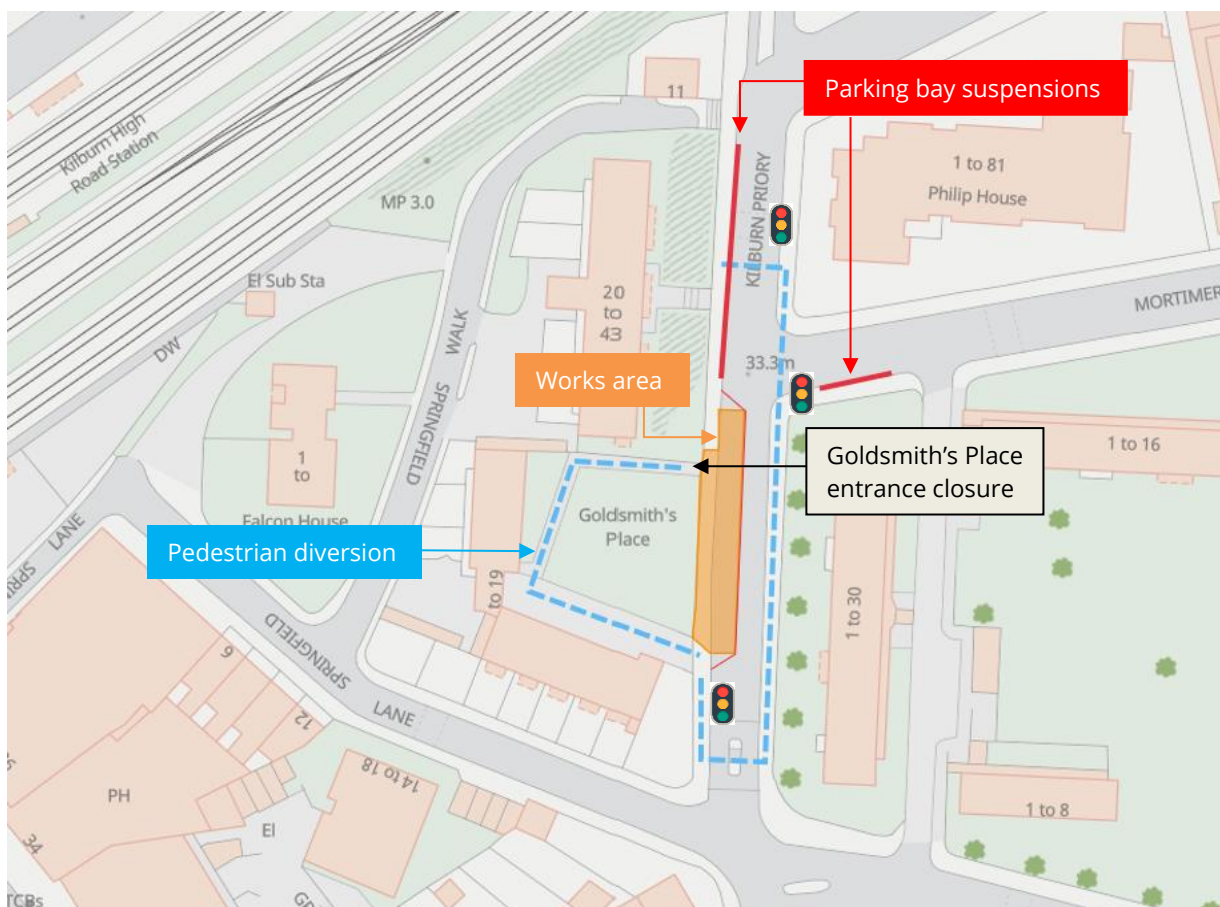 Parking bay suspensions
11
Kilburn High
Road Station
1 to 81
Philip House
MP 3.0
KILBURN PRIORY
El Sub Sta
20
to
43
MORTIMER
WALK
DW
33.3m
Works area
SPRINGFIELD
1 to 16
Goldsmith's Place
entrance closure
1
to
Falcon House
Goldsmith's
Place
LANE
Pedestrian diversion
SPRING
to 19
1 to 30
SPRINGFIELD
6
LANE
12
14 to 18
PH
1 to 8
El
34
TCBs